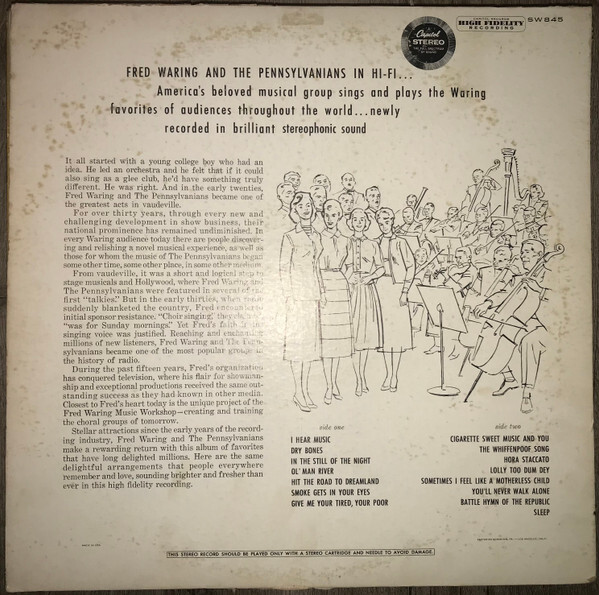 Capitol
STEREO
HIGH FIDELITY
RECORDING
SW845
FRED WARING AND THE PENNSYLVANIANS IN HI-FI...
America's beloved musical group sings and plays the Waring
favorites of audiences throughout the world...newly
recorded in brilliant stereophonic sound
It all started with a young college boy who had an
idea. He led an orchestra and he felt that if it could
also sing as a glee club, he'd have something truly
different. He was right. And in the early twenties,
Fred Waring and The Pennsylvanians became one of
the greatest acts in vaudeville.
For over thirty years, through every new and
challenging development in show business, their
national prominence has remained undiminished. In
every Waring audience today there are people discover-
ing and relishing a novel musical experience, as well as
those for whom the music of The Pennsylvanians began
some other time, some other place, in some other medium.
From vaudeville, it was a short and logical step to
stage musicals and Hollywood, where Fred Waring and
The Pennsylvanians were featured in several of the
first "talkies." But in the early thirties, when
suddenly blanketed the country, Fred encountered
initial sponsor resistance. "Choir singing,"
"was for Sunday mornings." Yet Fred's faith
singing voice was justified. Reaching and
millions of new listeners, Fred Waring and The Penn-
sylvanians became one of the most popular groups in
the history of radio.
During the past fifteen years, Fred's organization
has conquered television, where his flair for showman-
ship and exceptional productions received the same out-
standing success as they had known in other media.
Closest to Fred's heart today is the unique project of the
Fred Waring Music Workshop—creating and training
the choral groups of tomorrow.
Stellar attractions since the early years of the record-
ing industry, Fred Waring and The Pennsylvanians
make a rewarding return with this album of favorites
that have long delighted millions. Here are the same
delightful arrangements that people everywhere
remember and love, sounding brighter and fresher than
ever in this high fidelity recording.
side one
I HEAR MUSIC
DRY BONES
IN THE STILL OF THE NIGHT
OL' MAN RIVER
HIT THE ROAD TO DREAMLAND
SMOKE GETS IN YOUR EYES
GIVE ME YOUR TIRED, YOUR POOR
side two
CIGARETTE SWEET MUSIC AND YOU
THE WHIFFENPOOF SONG
HORA STACCATO
LOLLY TOO DUM DEY
SOMETIMES I FEEL LIKE A MOTHERLESS CHILD
YOU'LL NEVER WALK ALONE
BATTLE HYMN OF THE REPUBLIC
SLEEP
THIS STEREO RECORD SHOULD BE PLAYED ONLY WITH A STEREO CARTRIDGE AND NEEDLE TO AVOID DAMAGE.